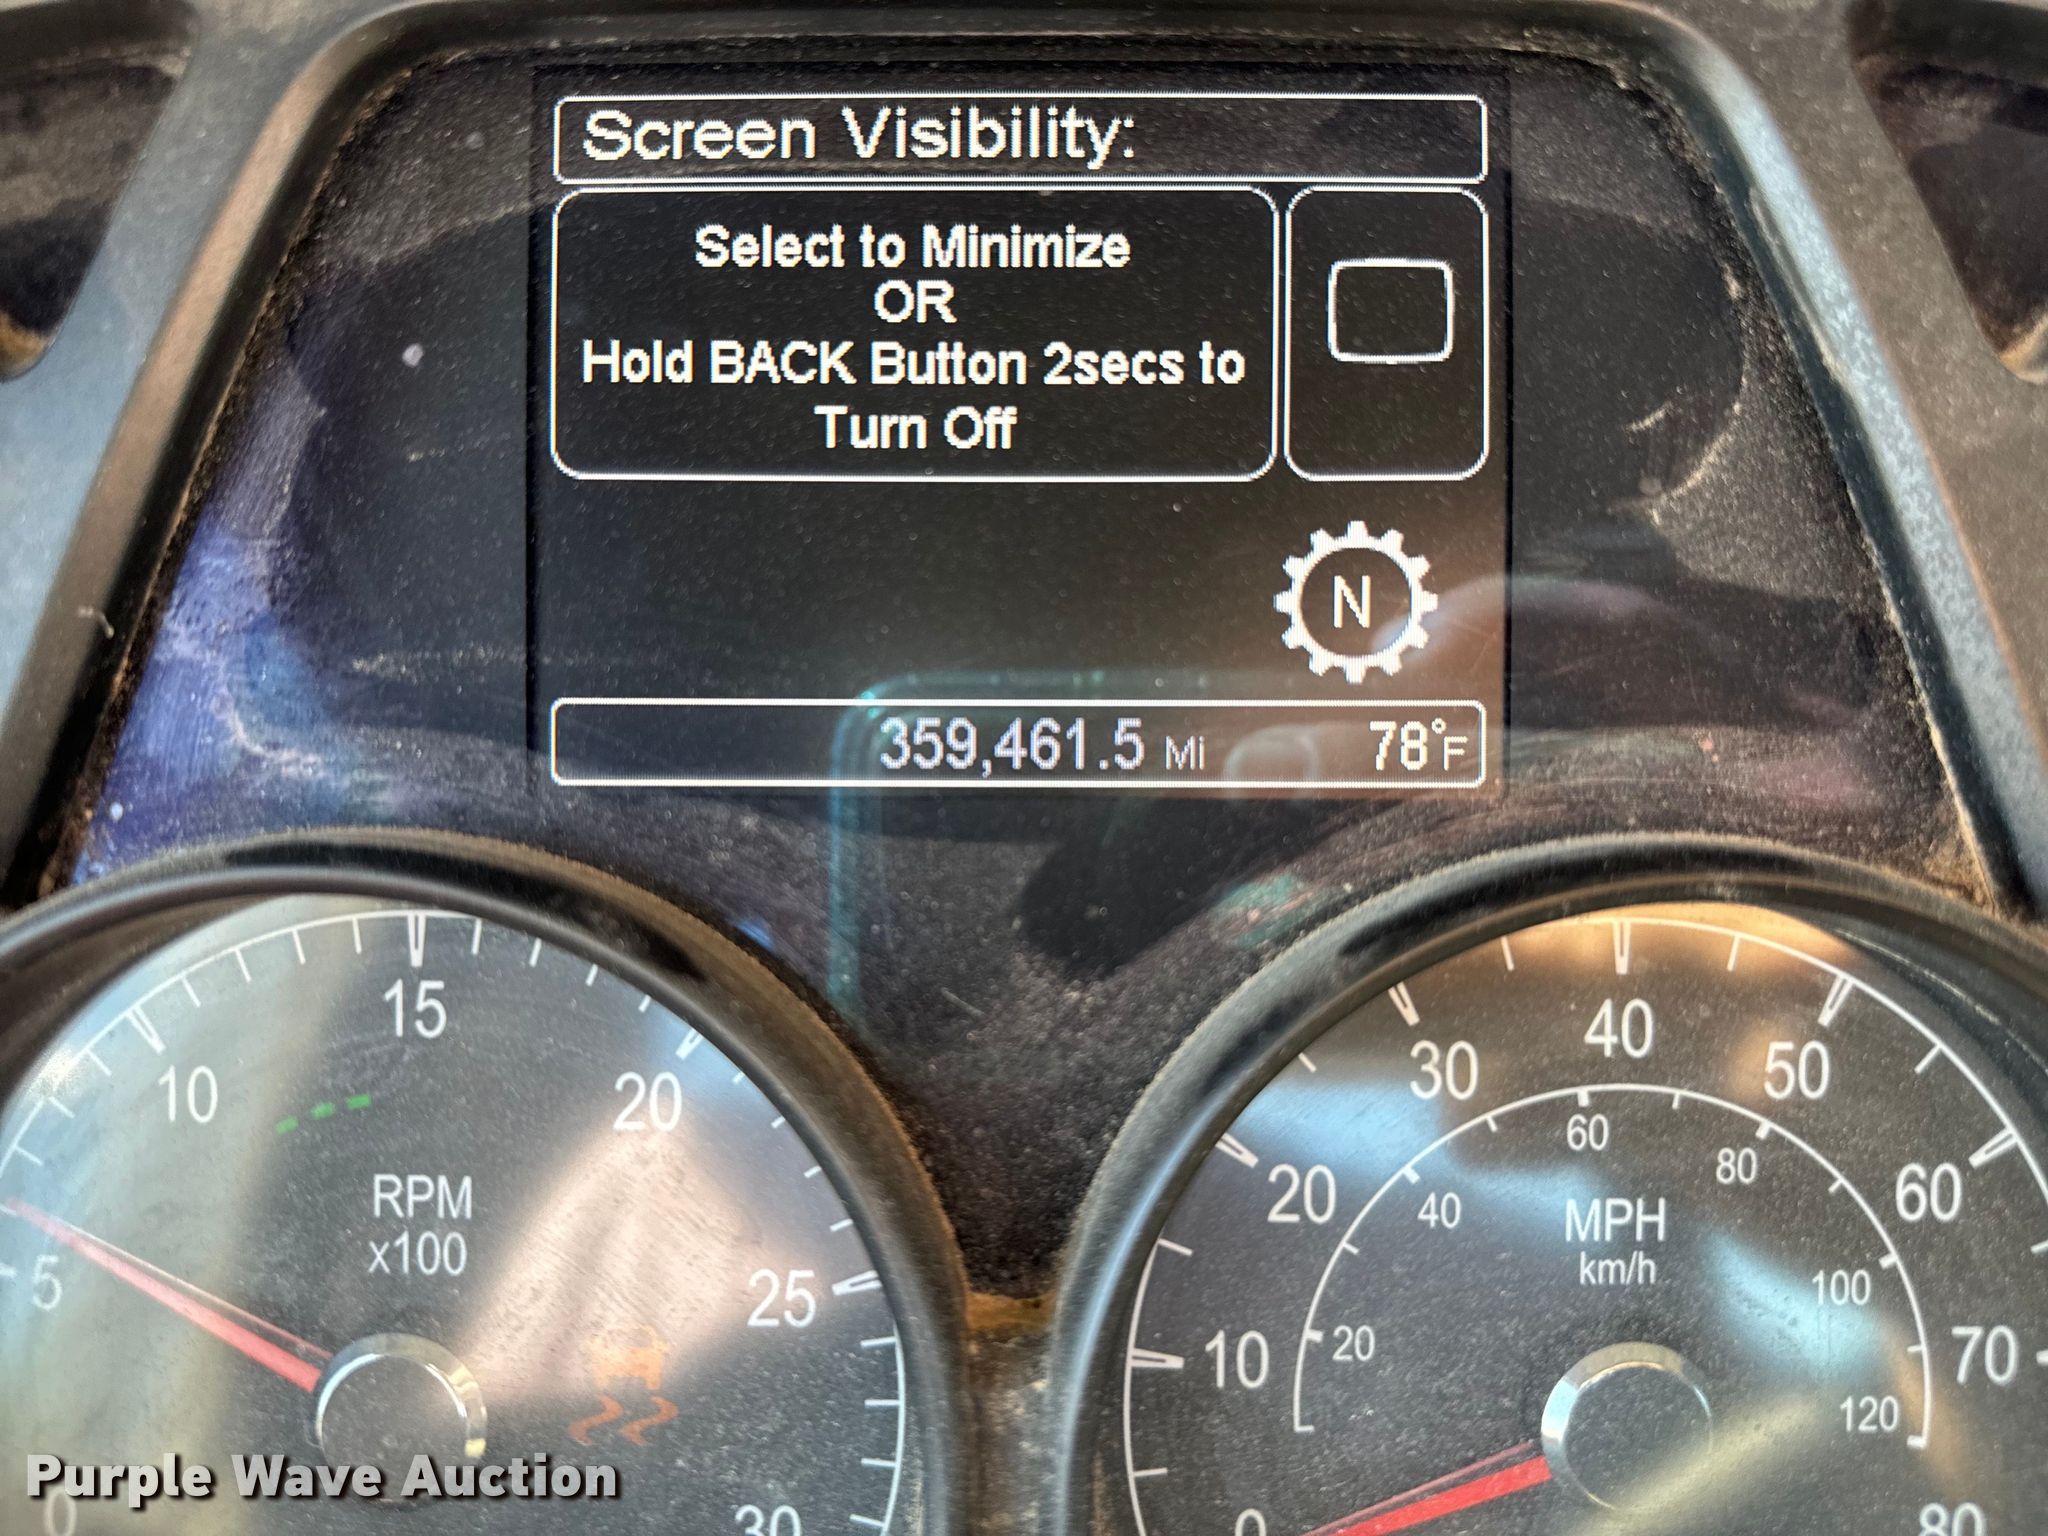 Screen Visibility:
Select to Minimize
OR
Hold BACK Button 2secs to
Turn Off
N
359,461.5 Mi
78°F
0
5
10
15
20
25
30
RPM
x100
0
10
20
30
40
50
60
70
80
20
40
60
80
100
120
MPH
km/h
Purple Wave Auction